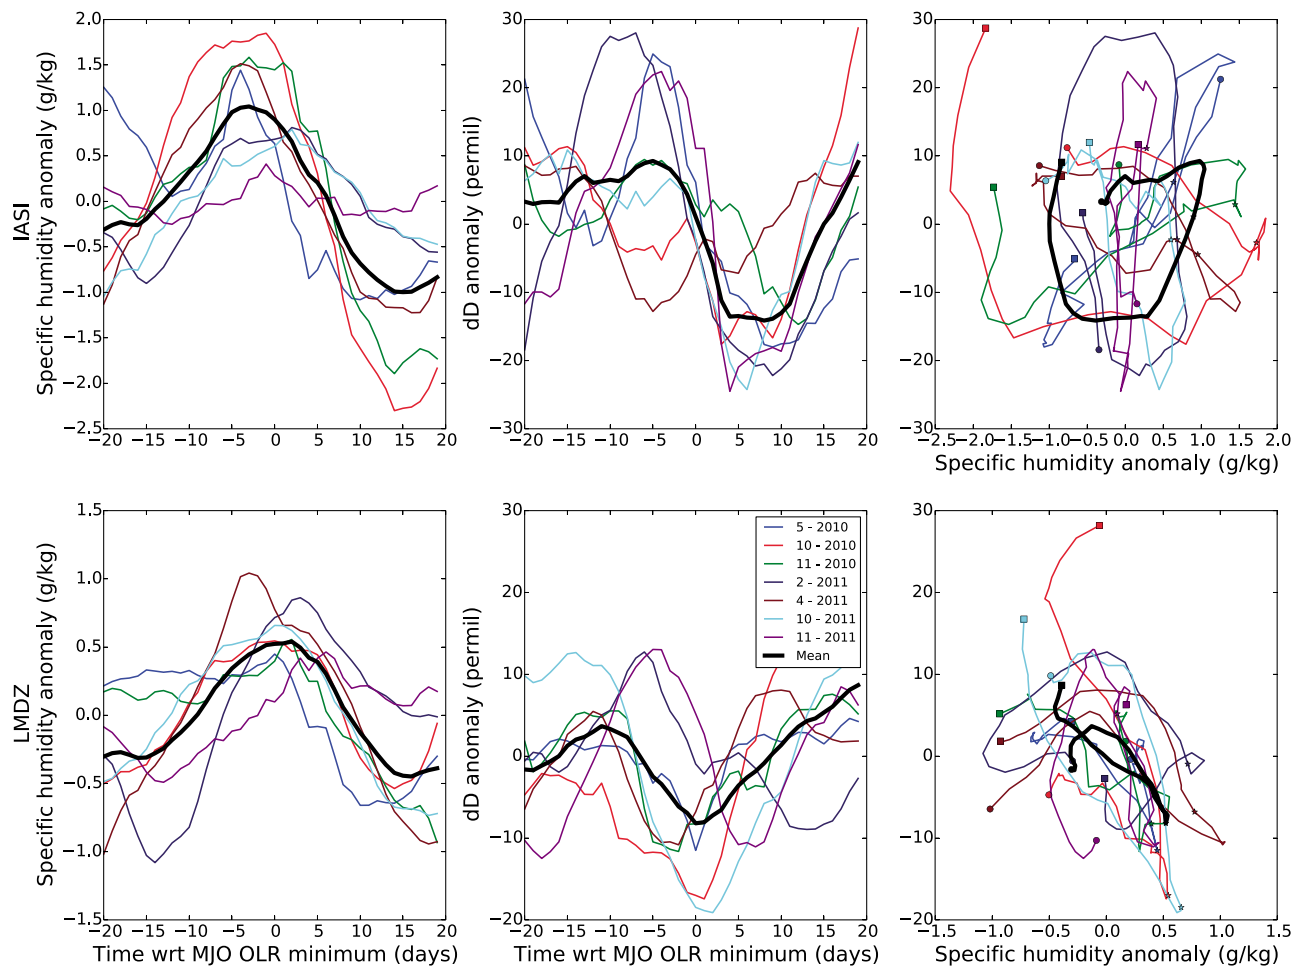 IASI
Specific humidity anomaly (g/kg)
2.0
1.5
1.0
0.5
0.0
−0.5
−1.0
−1.5
−2.0
−2.5
−20 −15 −10 −5 0 5 10 15 20
dD anomaly (permil)
30
20
10
0
−10
−20
−30
−20 −15 −10 −5 0 5 10 15 20
30
20
10
0
−10
−20
−30
−2.5 −2.0 −1.5 −1.0 −0.5 0.0 0.5 1.0 1.5 2.0
Specific humidity anomaly (g/kg)
LMDZ
Specific humidity anomaly (g/kg)
1.5
1.0
0.5
0.0
−0.5
−1.0
−1.5
−20 −15 −10 −5 0 5 10 15 20
Time wrt MJO OLR minimum (days)
dD anomaly (permil)
30
20
10
0
−10
−20
−20 −15 −10 −5 0 5 10 15 20
Time wrt MJO OLR minimum (days)
5 - 2010
10 - 2010
11 - 2010
2 - 2011
4 - 2011
10 - 2011
11 - 2011
Mean
30
20
10
0
−10
−20
−1.5 −1.0 −0.5 0.0 0.5 1.0 1.5
Specific humidity anomaly (g/kg)